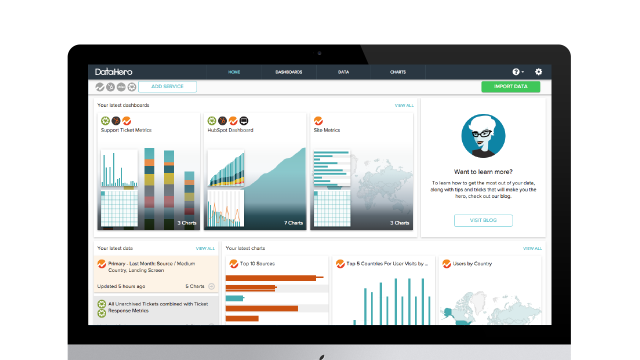 DataHero
HOME
DASHBOARDS
DATA
CHARTS
ADD SERVICE
IMPORT DATA
Your latest dashboards
VIEW ALL
Support Ticket Metrics
3 Charts
HubSpot Dashboard
7 Charts
Site Metrics
3 Charts
Want to learn more?
To learn how to get the most out of your data,
along with tips and tricks that will make you the
hero, check out our blog.
VISIT BLOG
Your latest data
VIEW ALL
Primary - Last Month: Source / Medium
Country, Landing Screen
Updated 5 hours ago
5 Charts
All Unarchived Tickets combined with Ticket
Response Metrics
Your latest charts
VIEW ALL
Top 10 Sources
Top 5 Countries For User Visits by ...
Users by Country